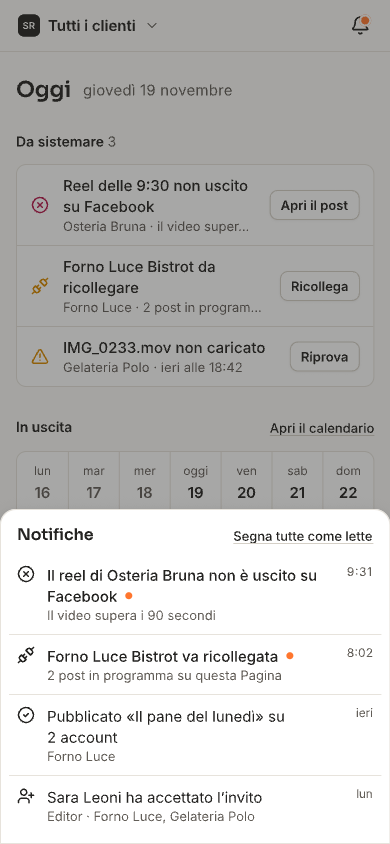 SR Tutti i clienti
Oggi giovedì 19 novembre
Da sistemare 3
Reel delle 9:30 non uscito
su Facebook
Osteria Bruna · il video super…
Apri il post
Forno Luce Bistrot da
ricollegare
Forno Luce · 2 post in program…
Ricollega
IMG_0233.mov non caricato
Gelateria Polo · ieri alle 18:42
Riprova
In uscita
Apri il calendario
lun mar mer oggi ven sab dom
16 17 18 19 20 21 22
Notifiche
Segna tutte come lette
Il reel di Osteria Bruna non è uscito su
Facebook
9:31
Il video supera i 90 secondi
Forno Luce Bistrot va ricollegata
8:02
2 post in programma su questa Pagina
Pubblicato «Il pane del lunedì» su
2 account
ieri
Forno Luce
Sara Leoni ha accettato l’invito
lun
Editor · Forno Luce, Gelateria Polo